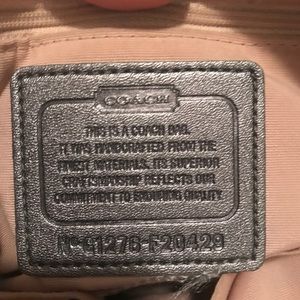 COACH
THIS IS A COACH BAG.
IT WAS HANDCRAFTED FROM THE
FINEST MATERIALS. ITS SUPERIOR
CRAFTSMANSHIP REFLECTS OUR
COMMITMENT TO ENDURING QUALITY.
Nº 91276-F20429